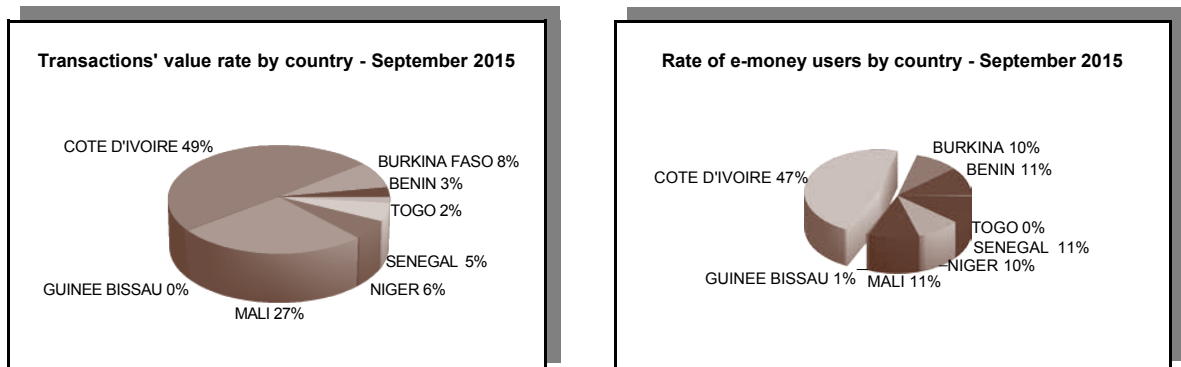 Transactions' value rate by country - September 2015
COTE D'IVOIRE 49%
BURKINA FASO 8%
BENIN 3%
TOGO 2%
SENEGAL 5%
GUINEE BISSAU 0%
NIGER 6%
MALI 27%
Rate of e-money users by country - September 2015
BURKINA 10%
BENIN 11%
COTE D'IVOIRE 47%
TOGO 0%
SENEGAL 11%
NIGER 10%
GUINEE BISSAU 1%
MALI 11%